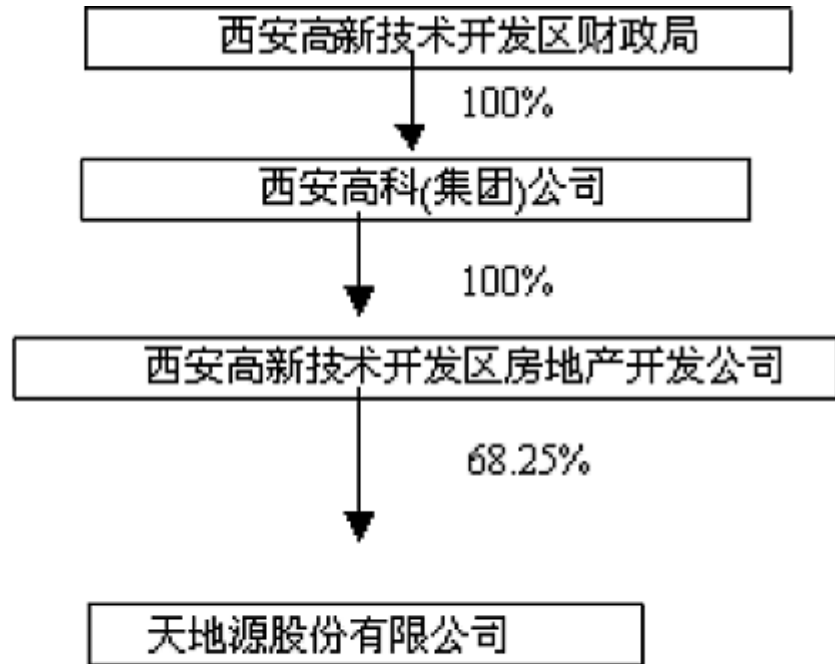 西安高新技术开发区财政局
100%
西安高科(集团)公司
100%
西安高新技术开发区房地产开发公司
68.25%
天地源股份有限公司